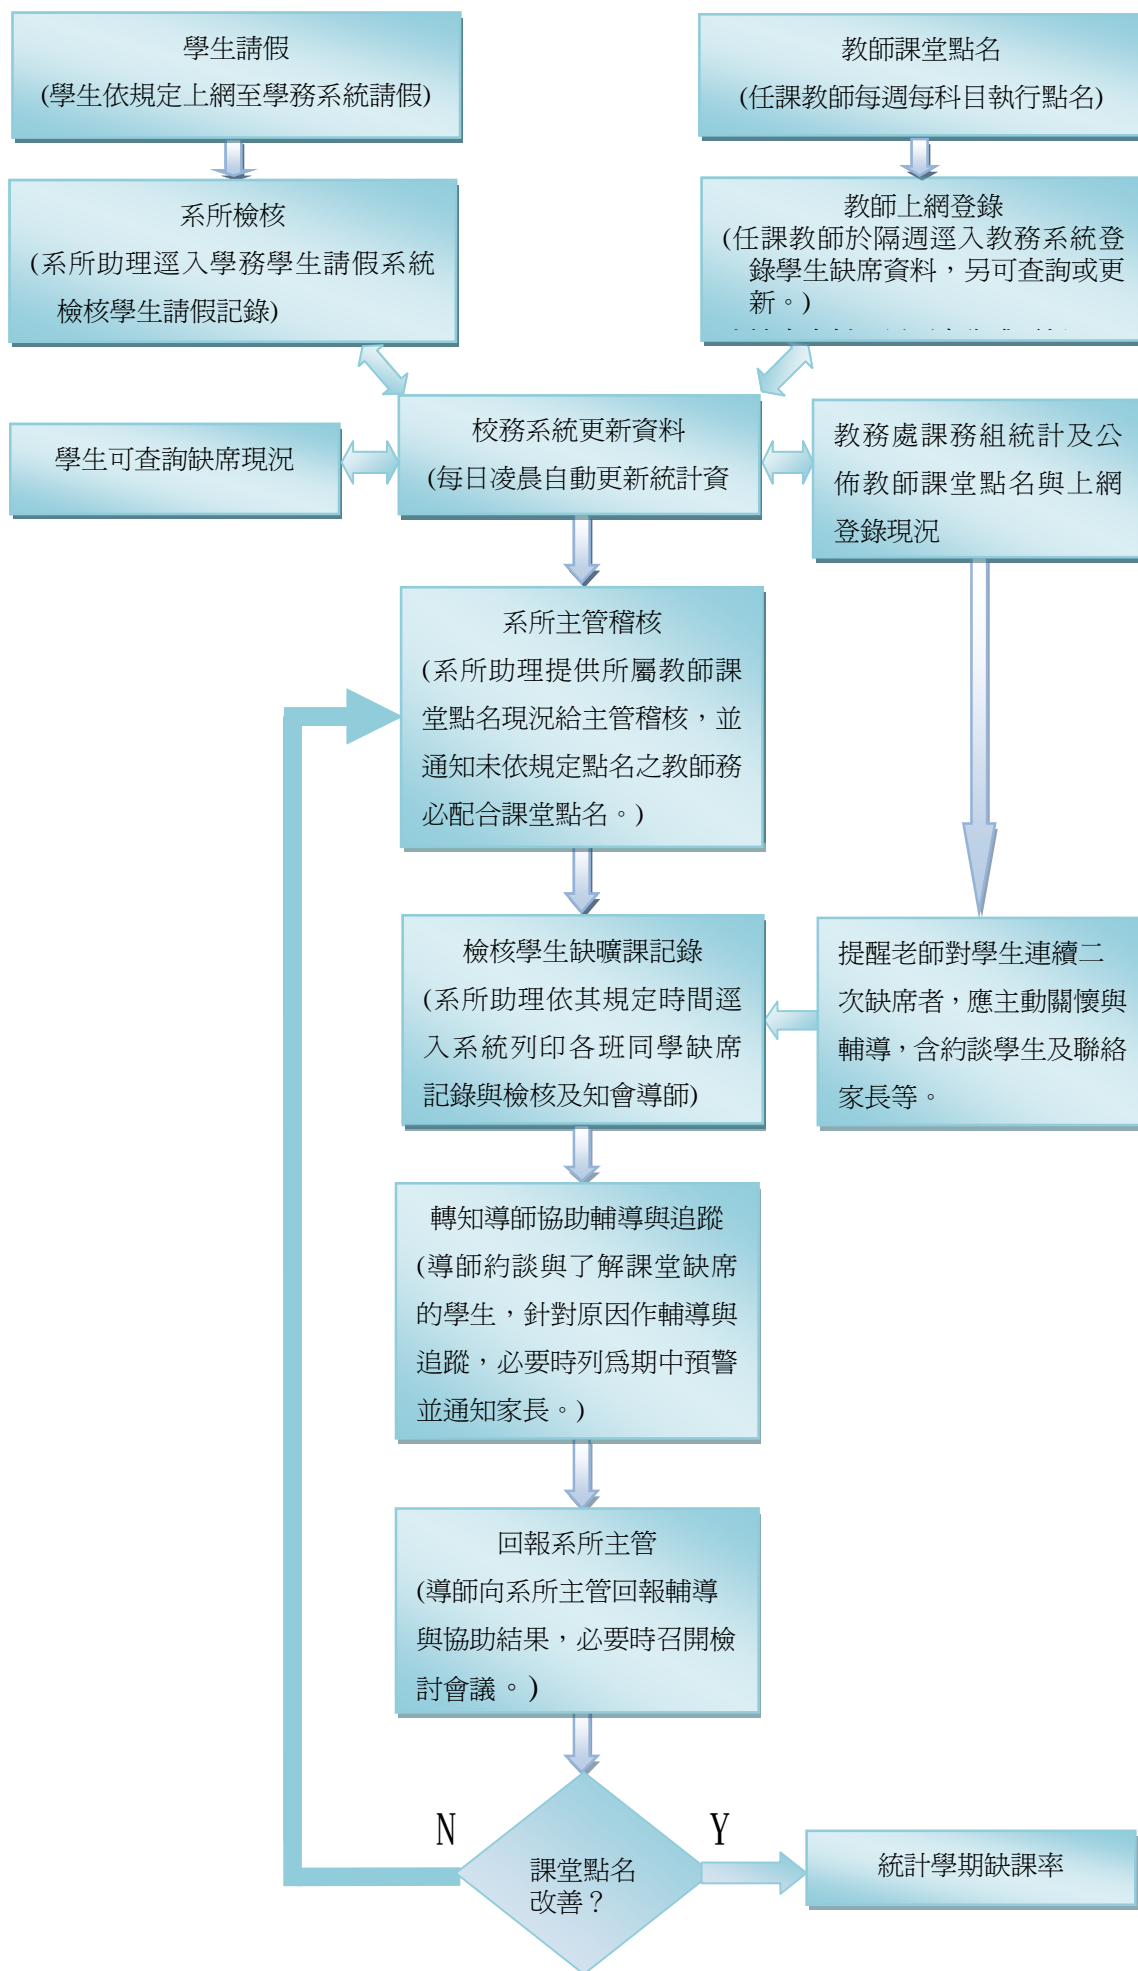 學生請假
(學生依規定上網至學務系統請假)
教師課堂點名
(任課教師每週每科目執行點名)
系所檢核
(系所助理逕入學務學生請假系統
檢核學生請假記錄)
教師上網登錄
(任課教師於隔週逕入教務系統登
錄學生缺席資料，另可查詢或更
新。)
學生可查詢缺席現況
校務系統更新資料
(每日凌晨自動更新統計資
教務處課務組統計及公
佈教師課堂點名與上網
登錄現況
系所主管稽核
(系所助理提供所屬教師課
堂點名現況給主管稽核，並
通知未依規定點名之教師務
必配合課堂點名。)
檢核學生缺曠課記錄
(系所助理依其規定時間逕
入系統列印各班同學缺席
記錄與檢核及知會導師)
提醒老師對學生連續二
次缺席者，應主動關懷與
輔導，含約談學生及聯絡
家長等。
轉知導師協助輔導與追蹤
(導師約談與了解課堂缺席
的學生，針對原因作輔導與
追蹤，必要時列為期中預警
並通知家長。)
回報系所主管
(導師向系所主管回報輔導
與協助結果，必要時召開檢
討會議。)
N
Y
課堂點名
改善？
統計學期缺課率